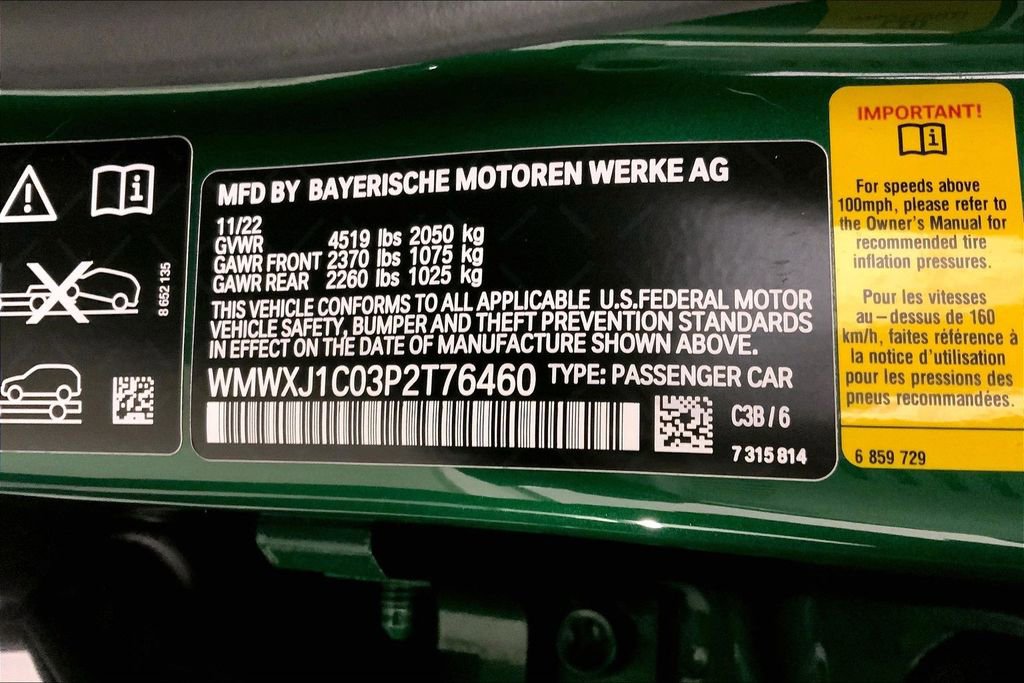 8 652 135
MFD BY BAYERISCHE MOTOREN WERKE AG
11/22
GVWR 4519 lbs 2050 kg
GAWR FRONT 2370 lbs 1075 kg
GAWR REAR 2260 lbs 1025 kg
THIS VEHICLE CONFORMS TO ALL APPLICABLE U.S.FEDERAL MOTOR
VEHICLE SAFETY, BUMPER AND THEFT PREVENTION STANDARDS
IN EFFECT ON THE DATE OF MANUFACTURE SHOWN ABOVE.
WMWXJ1C03P2T76460 TYPE: PASSENGER CAR
C3B / 6
7 315 814
IMPORTANT!
For speeds above
100mph, please refer to
the Owner's Manual for
recommended tire
inflation pressures.
Pour les vitesses
au – dessus de 160
km/h, faites référence à
la notice d'utilisation
pour les pressions des
pneus recommandées.
6 859 729